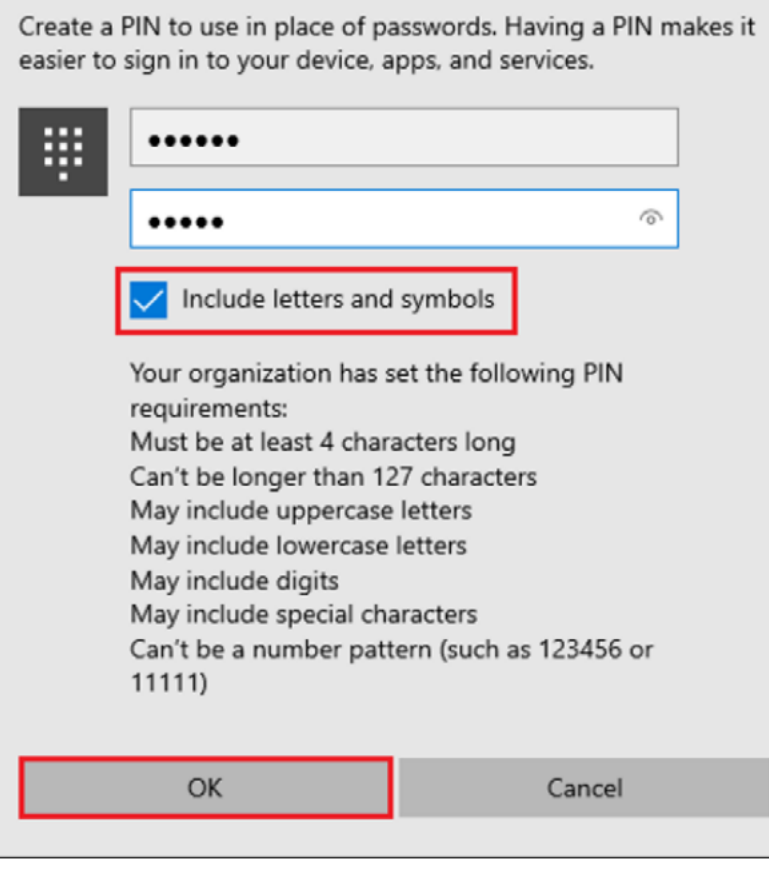 Create a PIN to use in place of passwords. Having a PIN makes it
easier to sign in to your device, apps, and services.
••••••
•••••
Include letters and symbols
Your organization has set the following PIN
requirements:
Must be at least 4 characters long
Can't be longer than 127 characters
May include uppercase letters
May include lowercase letters
May include digits
May include special characters
Can't be a number pattern (such as 123456 or
11111)
OK
Cancel